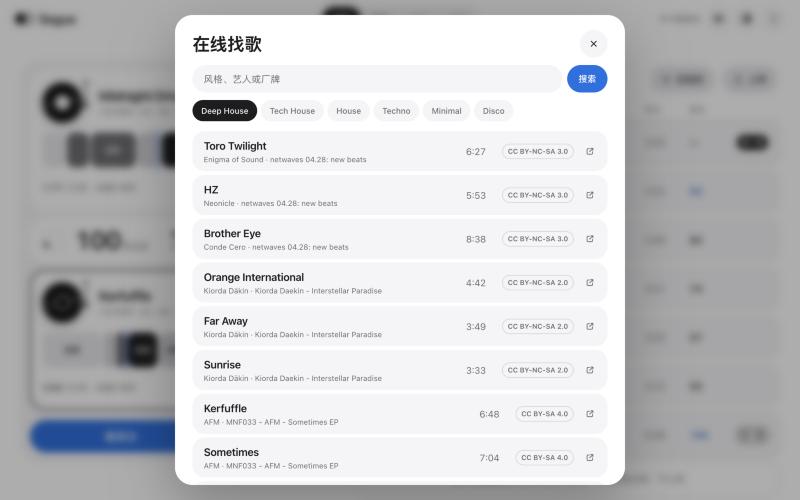 在线找歌
风格、艺人或厂牌
搜索
Deep House
Tech House
House
Techno
Minimal
Disco
Toro Twilight
Enigma of Sound · netwaves 04.28: new beats
6:27
CC BY-NC-SA 3.0
HZ
Neonicle · netwaves 04.28: new beats
5:53
CC BY-NC-SA 3.0
Brother Eye
Conde Cero · netwaves 04.28: new beats
8:38
CC BY-NC-SA 3.0
Orange International
Kiorda Däkin · Kiorda Daekin - Interstellar Paradise
4:42
CC BY-NC-SA 2.0
Far Away
Kiorda Däkin · Kiorda Daekin - Interstellar Paradise
3:49
CC BY-NC-SA 2.0
Sunrise
Kiorda Däkin · Kiorda Daekin - Interstellar Paradise
3:33
CC BY-NC-SA 2.0
Kerfuffle
AFM · MNF033 - AFM - Sometimes EP
6:48
CC BY-SA 4.0
Sometimes
AFM · MNF033 - AFM - Sometimes EP
7:04
CC BY-SA 4.0
100
Kerfuffle